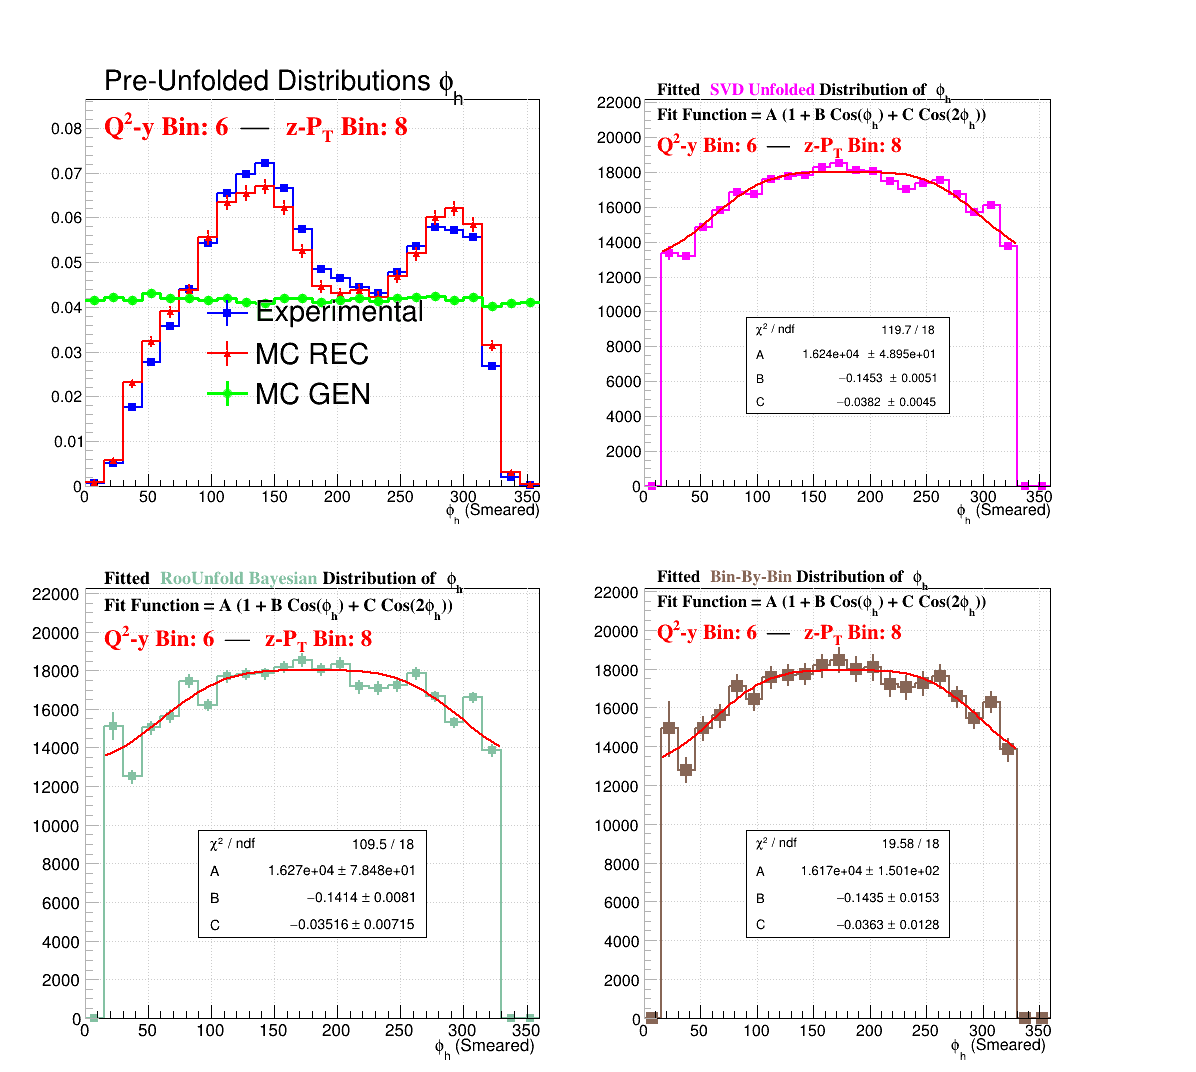 Pre-Unfolded Distributions ϕh
Q²-y Bin: 6 — z-PT Bin: 8
0.08
0.07
0.06
0.05
0.04
0.03
0.02
0.01
0
Experimental
MC REC
MC GEN
0 50 100 150 200 250 300 350
ϕh (Smeared)
Fitted SVD Unfolded Distribution of ϕh
Fit Function = A (1 + B Cos(ϕh) + C Cos(2ϕh))
Q²-y Bin: 6 — z-PT Bin: 8
22000
20000
18000
16000
14000
12000
10000
8000
6000
4000
2000
0
χ² / ndf 119.7 / 18
A 1.624e+04 ± 4.895e+01
B −0.1453 ± 0.0051
C −0.0382 ± 0.0045
0 50 100 150 200 250 300 350
ϕh (Smeared)
Fitted RooUnfold Bayesian Distribution of ϕh
Fit Function = A (1 + B Cos(ϕh) + C Cos(2ϕh))
Q²-y Bin: 6 — z-PT Bin: 8
22000
20000
18000
16000
14000
12000
10000
8000
6000
4000
2000
0
χ² / ndf 109.5 / 18
A 1.627e+04 ± 7.848e+01
B −0.1414 ± 0.0081
C −0.03516 ± 0.00715
0 50 100 150 200 250 300 350
ϕh (Smeared)
Fitted Bin-By-Bin Distribution of ϕh
Fit Function = A (1 + B Cos(ϕh) + C Cos(2ϕh))
Q²-y Bin: 6 — z-PT Bin: 8
22000
20000
18000
16000
14000
12000
10000
8000
6000
4000
2000
0
χ² / ndf 19.58 / 18
A 1.617e+04 ± 1.501e+02
B −0.1435 ± 0.0153
C −0.0363 ± 0.0128
0 50 100 150 200 250 300 350
ϕh (Smeared)